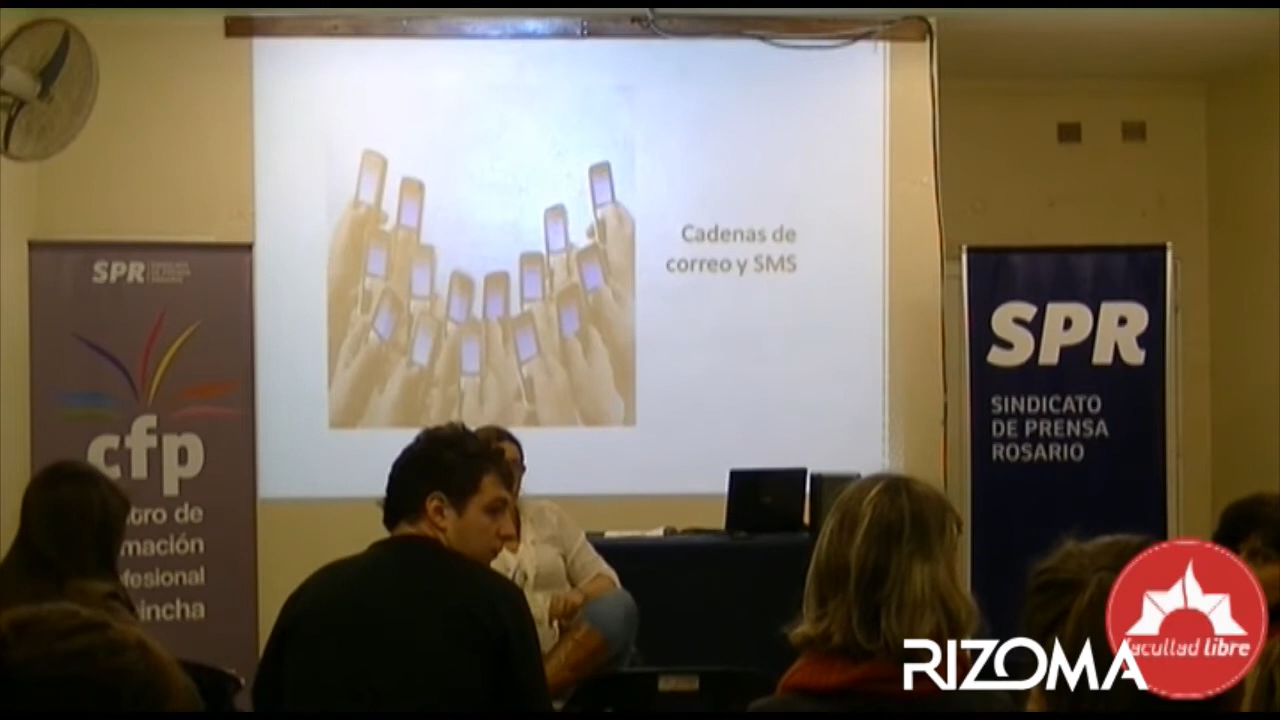 Cadenas de
correo y SMS
SPR
cfp
tro de
mación
fesional
incha
SPR
SINDICATO
DE PRENSA
ROSARIO
RIZOMA
facultad libre